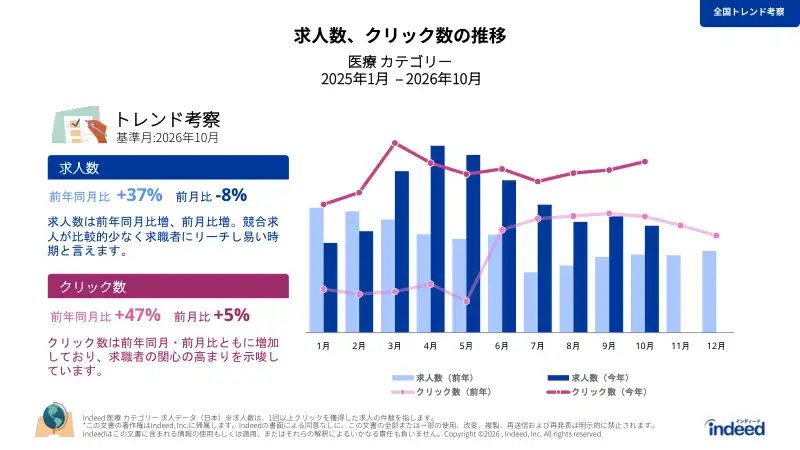 全国トレンド考察
求人数、クリック数の推移
医療 カテゴリー
2025年1月 – 2026年10月
トレンド考察
基準月:2026年10月
求人数
前年同月比 +37% 前月比 -8%
求人数は前年同月比増、前月比増。競合求
人が比較的少なく求職者にリーチし易い時
期と言えます。
クリック数
前年同月比 +47% 前月比 +5%
クリック数は前年同月・前月比ともに増加
しており、求職者の関心の高まりを示唆し
ています。
1月 2月 3月 4月 5月 6月 7月 8月 9月 10月 11月 12月
求人数（前年） 求人数（今年）
クリック数（前年） クリック数（今年）
Indeed 医療 カテゴリー 求人データ（日本）※求人数は、1回以上クリックを獲得した求人の件数を指します。
*この文書の著作権はIndeed, Inc.に帰属します。Indeedの書面による同意なしに、この文書の全部または一部の使用、改変、複製、再送信および再発表は明示的に禁止されます。
Indeedはこの文書に含まれる情報の使用もしくは適用、またはそれらの解釈によるいかなる責任も負いません。Copyright ©2026 , Indeed, Inc. All rights reserved.
インディード
indeed